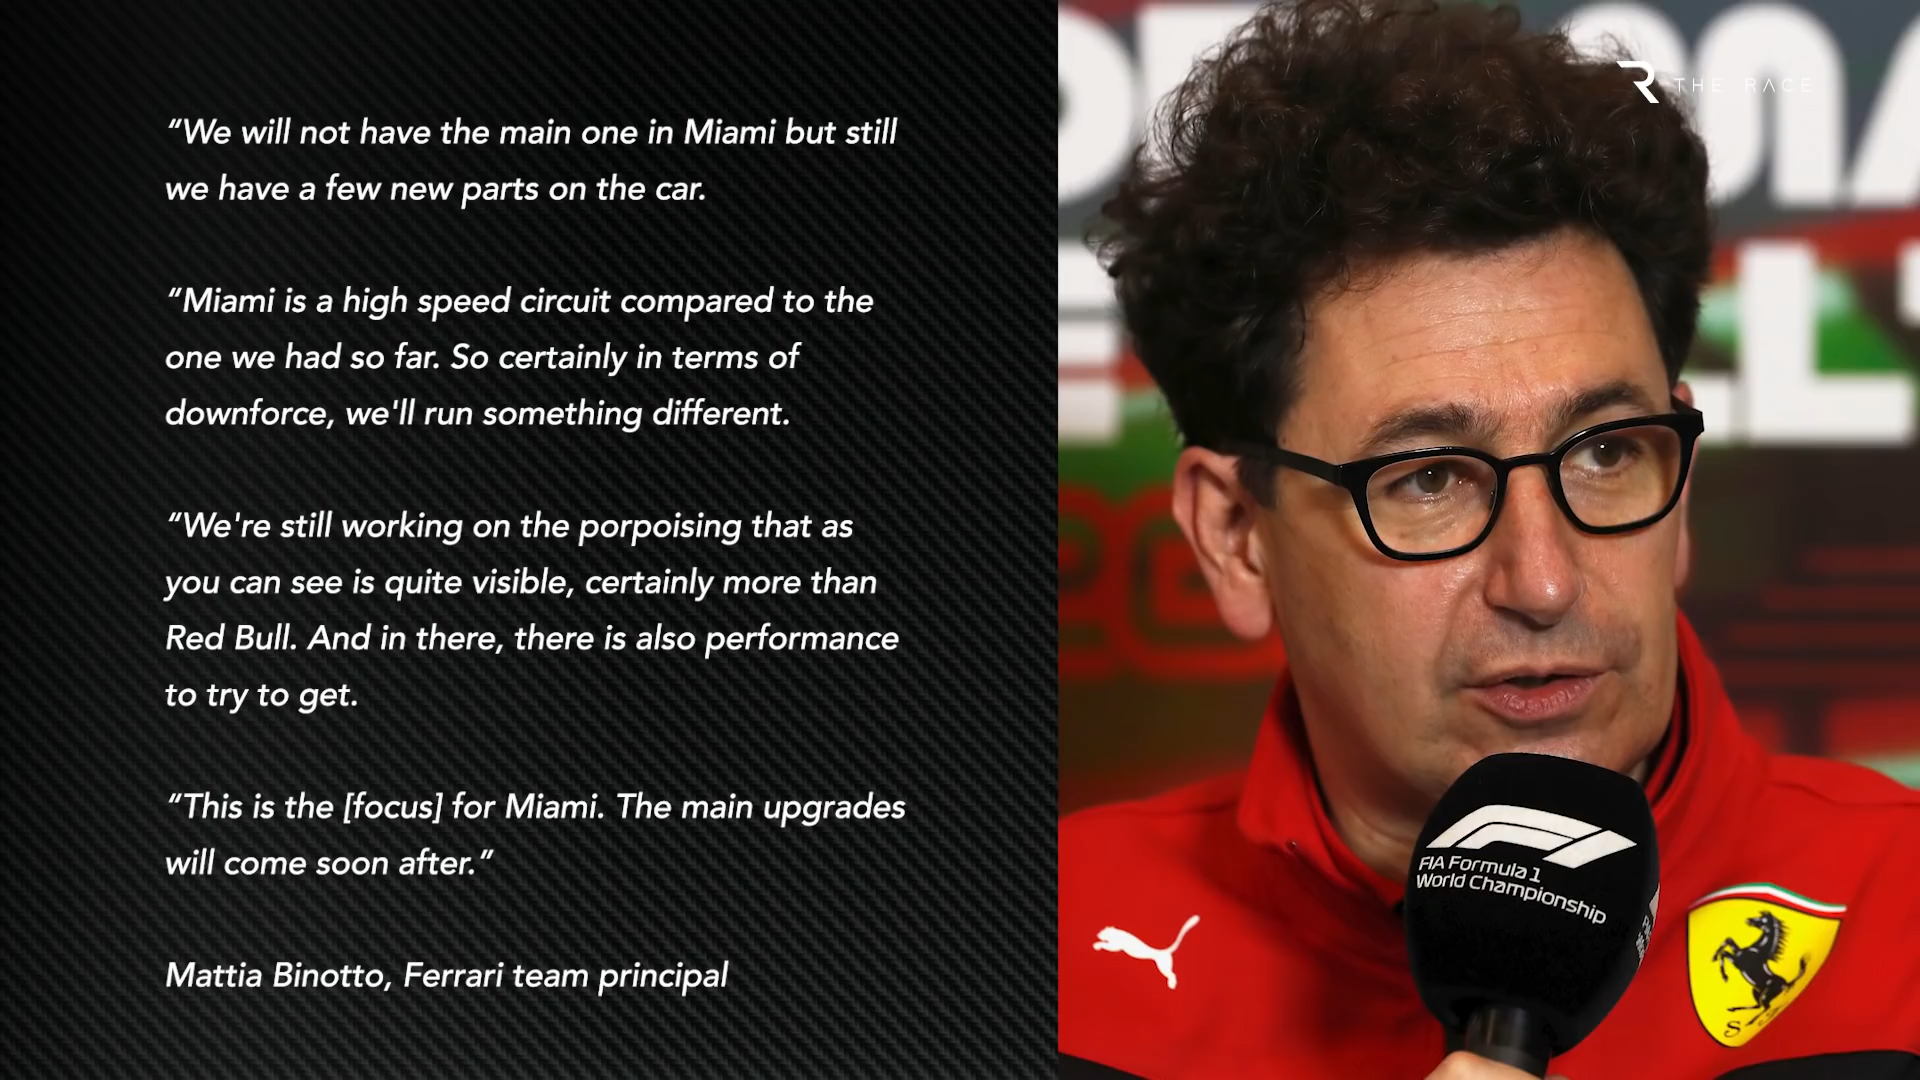 “We will not have the main one in Miami but still
we have a few new parts on the car.
“Miami is a high speed circuit compared to the
one we had so far. So certainly in terms of
downforce, we'll run something different.
“We're still working on the porpoising that as
you can see is quite visible, certainly more than
Red Bull. And in there, there is also performance
to try to get.
“This is the [focus] for Miami. The main upgrades
will come soon after.”
Mattia Binotto, Ferrari team principal
THE RACE
FIA Formula 1
World Championship
S